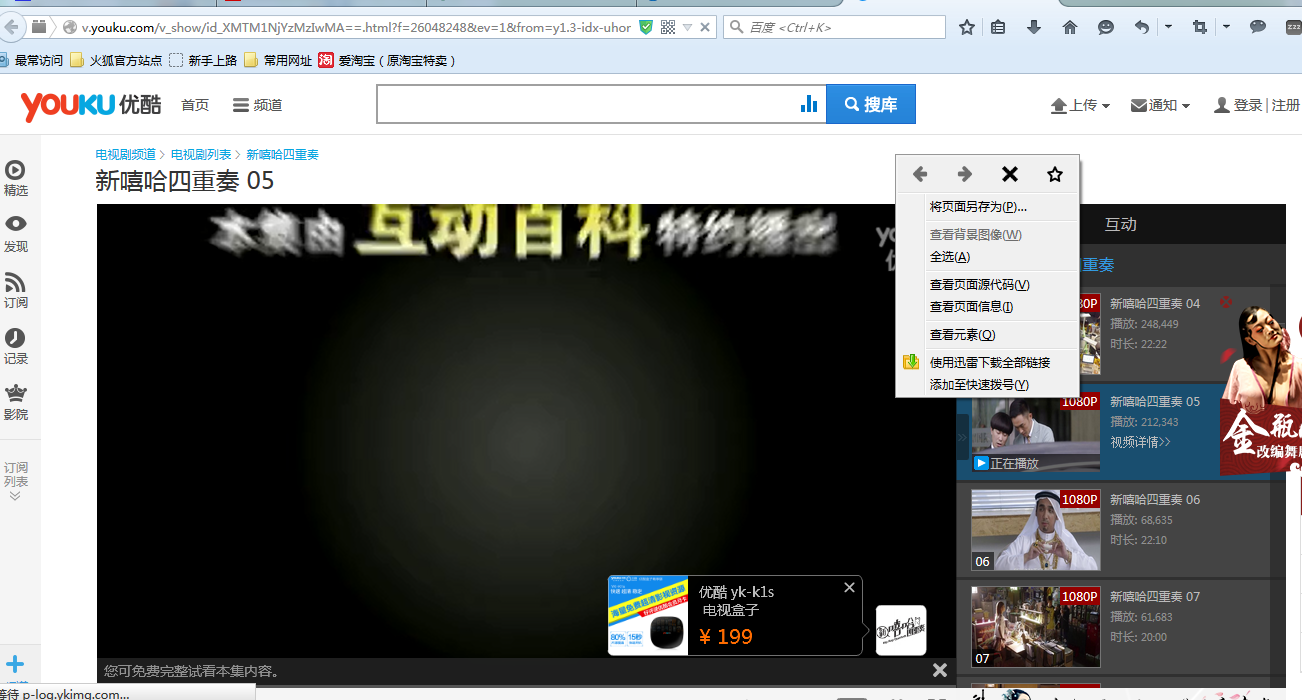 v.youku.com/v_show/id_XMTM1NjYzMzIwMA==.html?f=26048248&ev=1&from=y1.3-idx-uhor
百度 <Ctrl+K>
zzz
最常访问 火狐官方站点 新手上路 常用网址 淘 爱淘宝（原淘宝特卖）
YOUKU 优酷 首页 频道
搜库
上传 通知 登录 | 注册
精选
发现
订阅
记录
影院
订阅
列表
电视剧频道 > 电视剧列表 > 新嘻哈四重奏
新嘻哈四重奏 05
本集由 互动百科 特约播出
将页面另存为(P)...
查看背景图像(W)
全选(A)
查看页面源代码(V)
查看页面信息(I)
查看元素(Q)
使用迅雷下载全部链接
添加至快速拨号(Y)
互动
重奏
新嘻哈四重奏 04
播放: 248,449
时长: 22:22
1080P
新嘻哈四重奏 05
播放: 212,343
视频详情>>
正在播放
1080P
新嘻哈四重奏 06
播放: 68,635
时长: 22:10
06
1080P
新嘻哈四重奏 07
播放: 61,683
时长: 20:00
07
金瓶
改编舞
优酷 yk-k1s
电视盒子
¥ 199
80% 15秒
您可免费完整试看本集内容。
等待 p-log.ykimg.com...